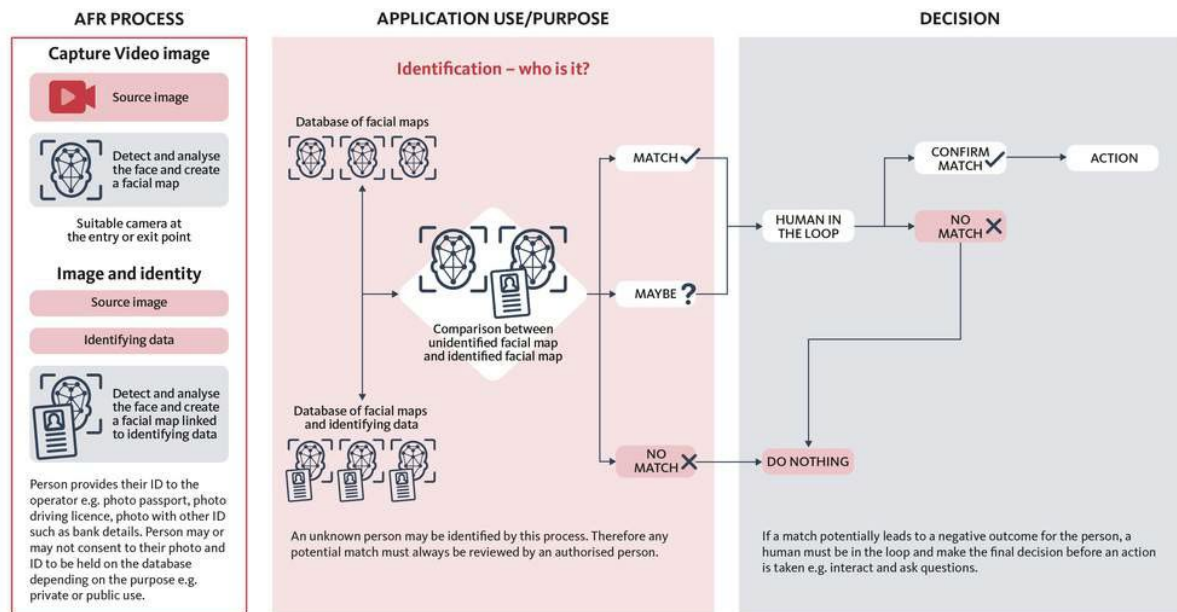 AFR PROCESS
APPLICATION USE/PURPOSE
DECISION
Capture Video image
Source image
Detect and analyse
the face and create
a facial map
Suitable camera at
the entry or exit point
Image and identity
Source image
Identifying data
Detect and analyse
the face and create
a facial map linked
to identifying data
Person provides their ID to the
operator e.g. photo passport, photo
driving licence, photo with other ID
such as bank details. Person may or
may not consent to their photo and
ID to be held on the database
depending on the purpose e.g.
private or public use.
Identification – who is it?
Database of facial maps
Comparison between
unidentified facial map
and identified facial map
Database of facial maps
and identifying data
MATCH
MAYBE ?
NO
MATCH
An unknown person may be identified by this process. Therefore any
potential match must always be reviewed by an authorised person.
HUMAN IN
THE LOOP
CONFIRM
MATCH
ACTION
NO
MATCH
DO NOTHING
If a match potentially leads to a negative outcome for the person, a
human must be in the loop and make the final decision before an action
is taken e.g. interact and ask questions.